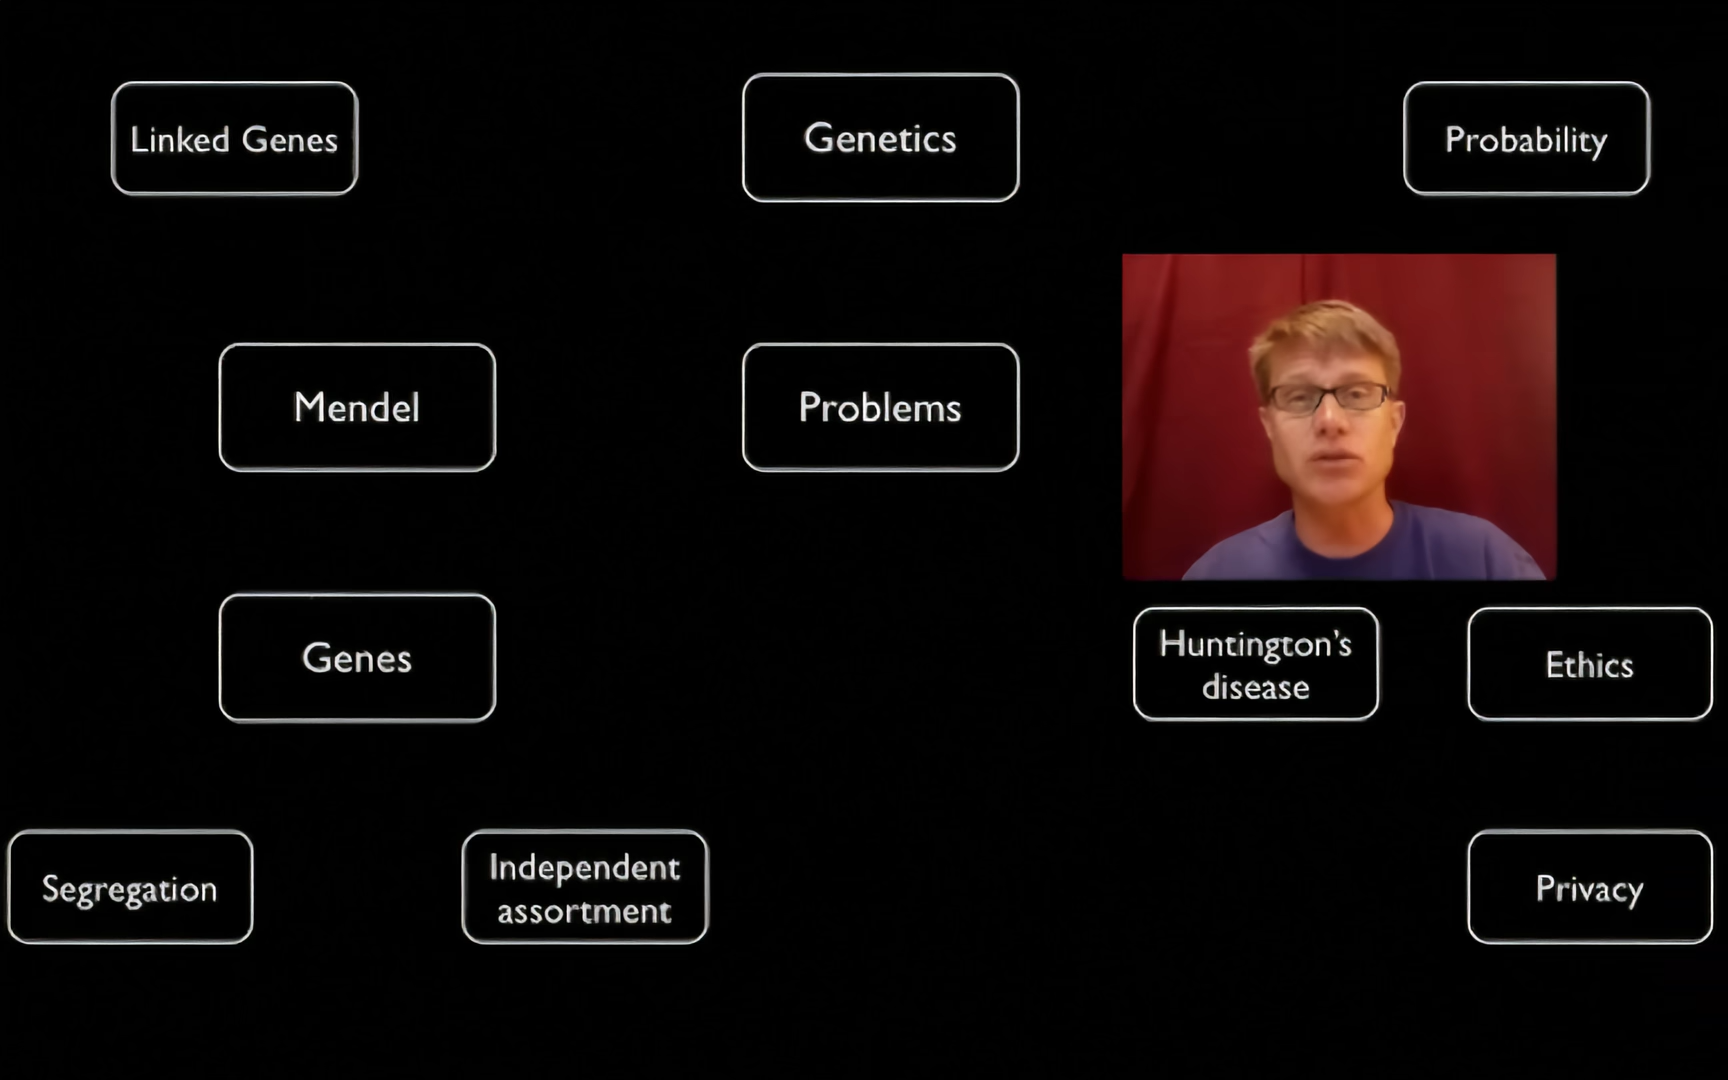 Linked Genes
Genetics
Probability
Mendel
Problems
Genes
Huntington's
disease
Ethics
Segregation
Independent
assortment
Privacy